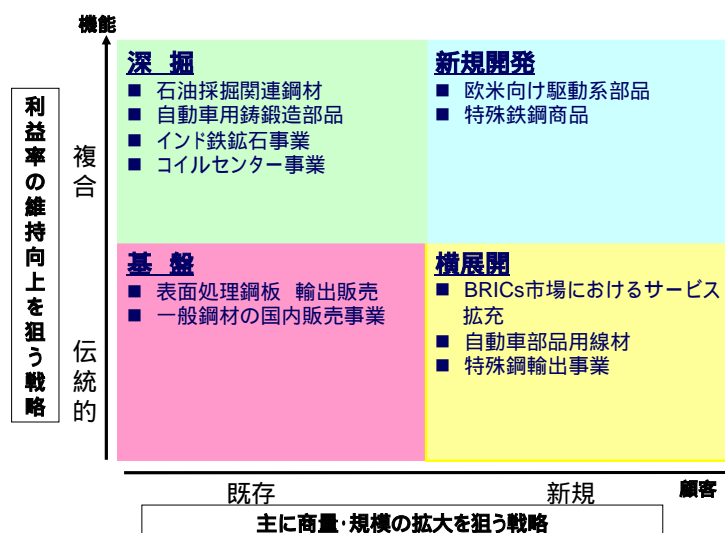 機能
利益率の維持向上を狙う戦略
複合
伝統的
深 掘
■ 石油採掘関連鋼材
■ 自動車用鋳鍛造部品
■ インド鉄鉱石事業
■ コイルセンター事業
新規開発
■ 欧米向け駆動系部品
■ 特殊鉄鋼商品
基 盤
■ 表面処理鋼板 輸出販売
■ 一般鋼材の国内販売事業
横展開
■ BRICs市場におけるサービス
拡充
■ 自動車部品用線材
■ 特殊鋼輸出事業
既存
新規
顧客
主に商量・規模の拡大を狙う戦略